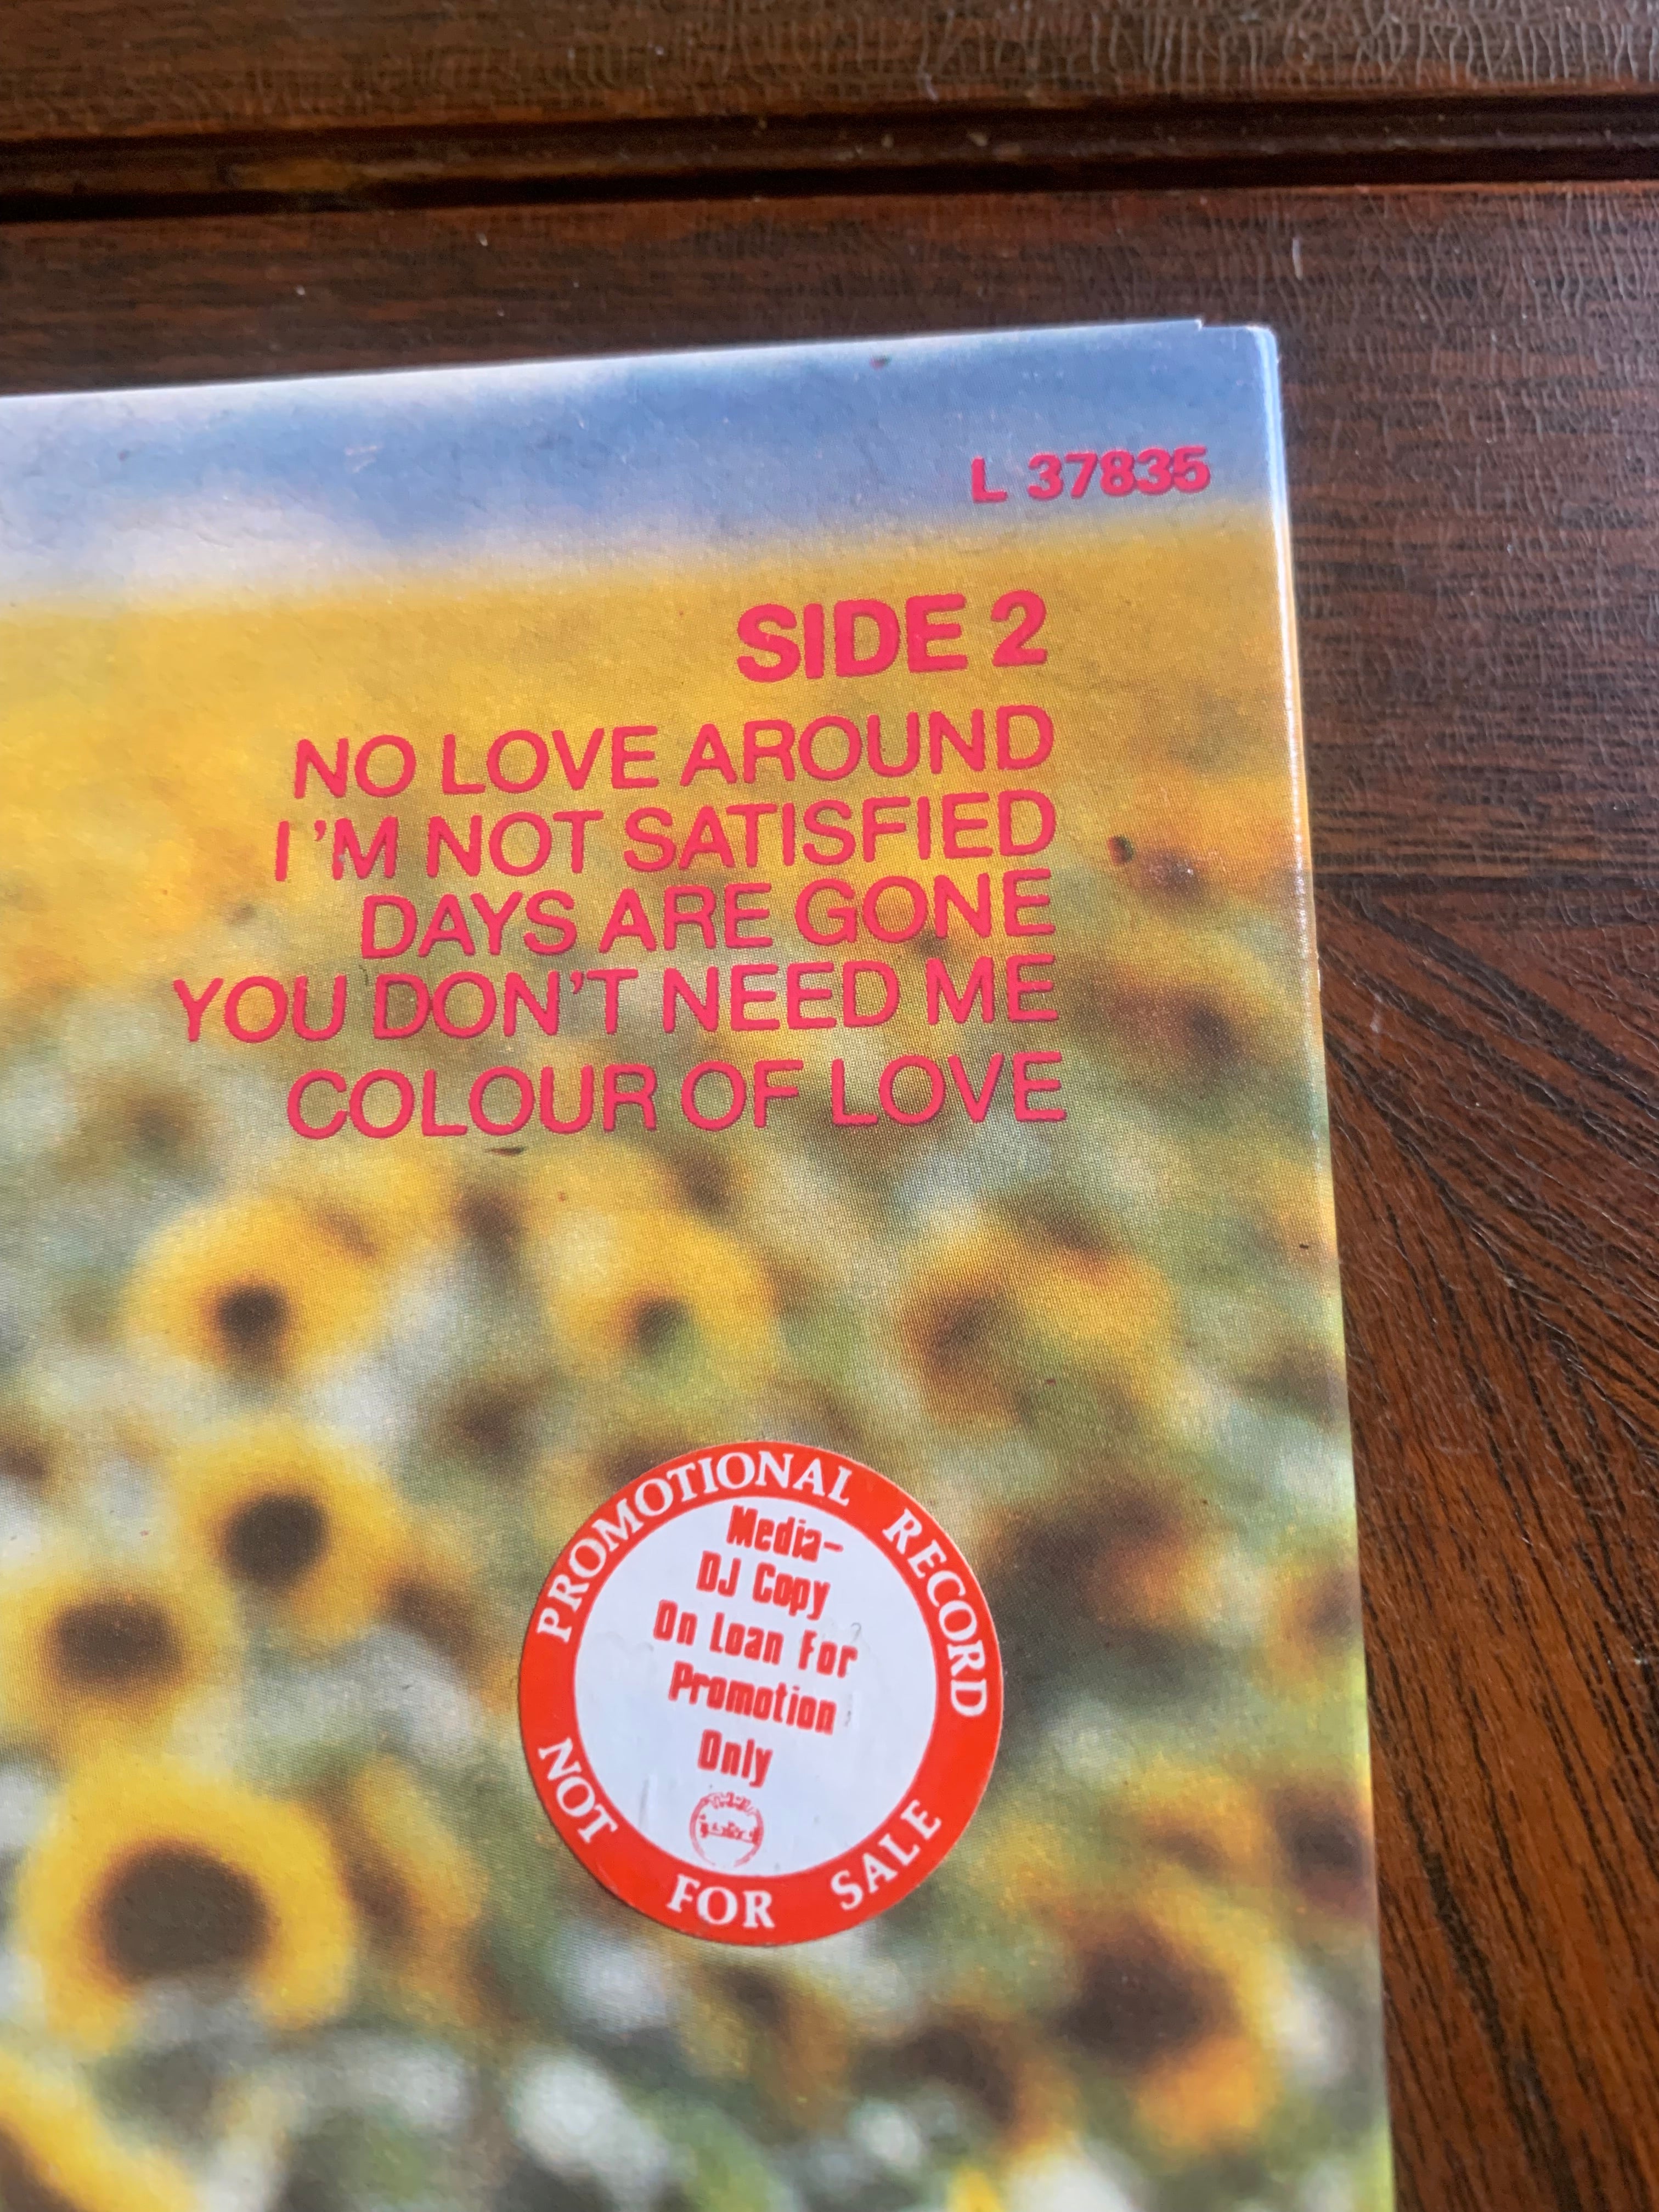 L 37835
SIDE 2
NO LOVE AROUND
I'M NOT SATISFIED
DAYS ARE GONE
YOU DON'T NEED ME
COLOUR OF LOVE
PROMOTIONAL RECORD
Media-
DJ Copy
On Loan For
Promotion
Only
NOT FOR SALE